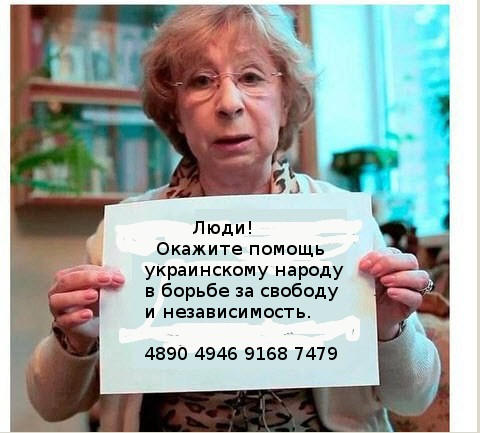 Люди!
Окажите помощь
украинскому народу
в борьбе за свободу
и независимость.
4890 4946 9168 7479